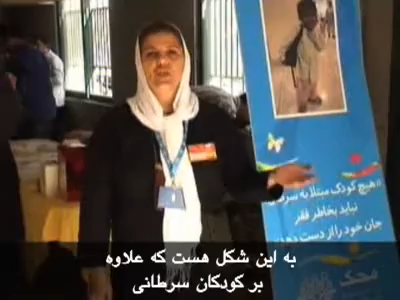 «هیچ کودک مبتلا به سرطان
نباید بخاطر فقر
جان خود را از دست دهد»
محک
به این شکل هست که علاوه
بر کودکان سرطانی